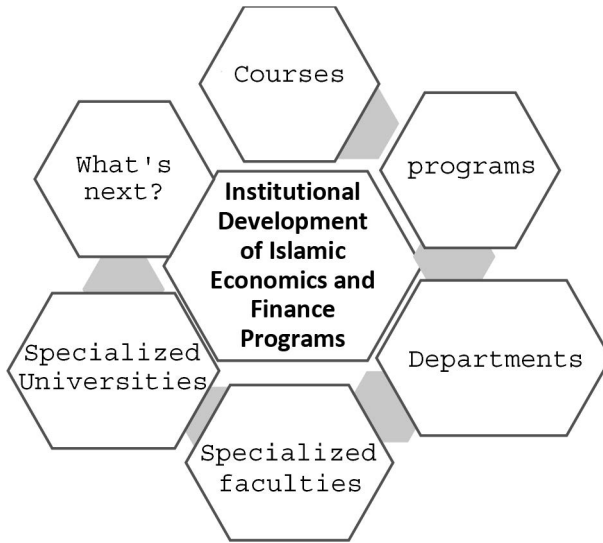 Courses
programs
Departments
Specialized
faculties
Specialized
Universities
What's
next?
Institutional
Development
of Islamic
Economics and
Finance
Programs